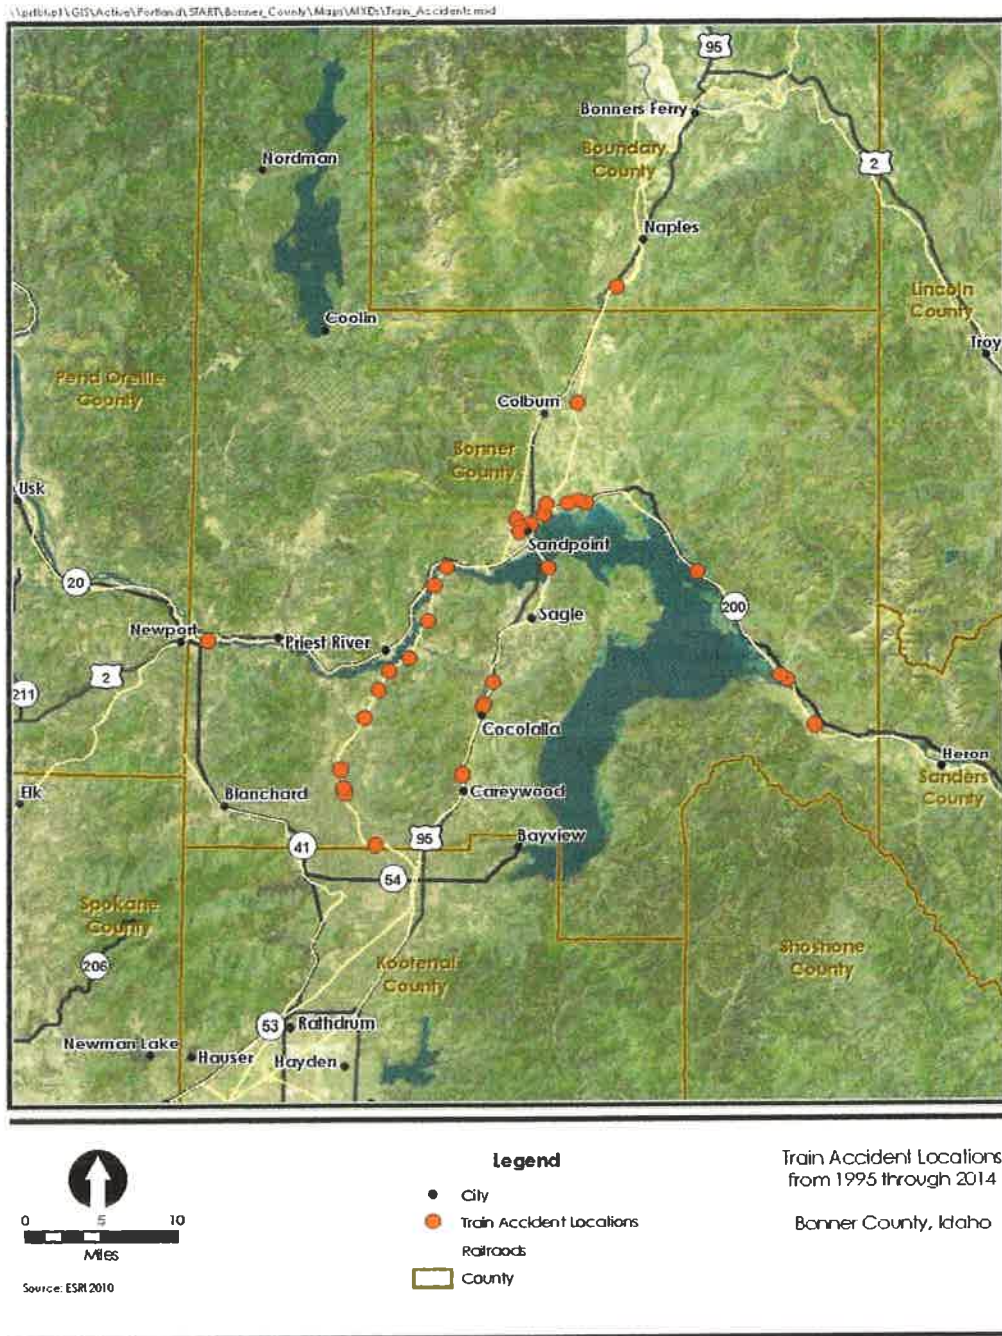 95
Bonners Ferry
Boundary
County
Nordman
2
Naples
Lincoln
County
Coolin
Troy
Pend Oreille
County
Colburn
Bonner
County
Usk
Sandpoint
20
200
Sagle
Newport
Priest River
2
211
Cocolalla
Heron
Sanders
County
Elk
Blanchard
Careywood
41
95
Bayview
54
Spokane
County
206
Kootenai
County
Shoshone
County
53
Rathdrum
Newman Lake
Hauser
Hayden
0 5 10
Miles
Source: ESRI 2010
Legend
City
Train Accident Locations
Railroads
County
Train Accident Locations
from 1995 through 2014
Bonner County, Idaho